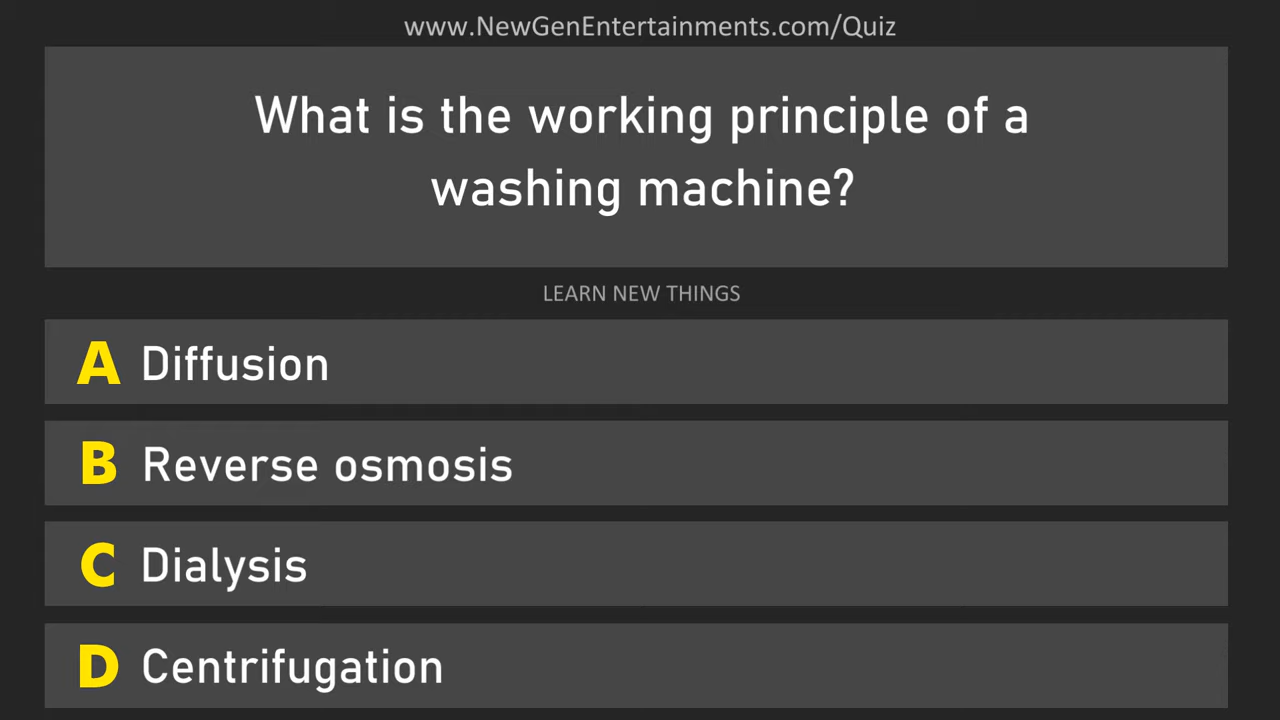 www.NewGenEntertainments.com/Quiz
What is the working principle of a
washing machine?
LEARN NEW THINGS
A Diffusion
B Reverse osmosis
C Dialysis
D Centrifugation